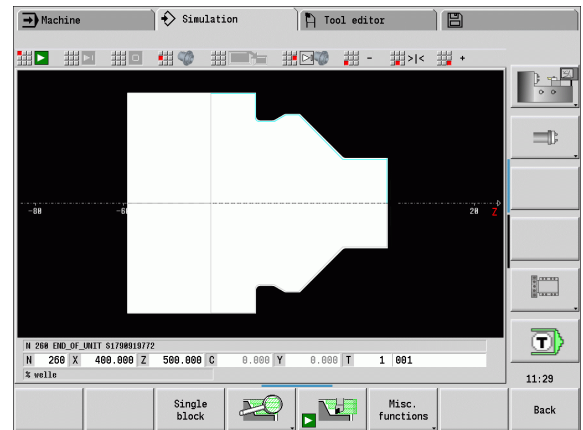 Machine Simulation Tool editor
- >|< +
-80 -6 20 Z
N 260 END_OF_UNIT S1790919772
N 260 X 400.000 Z 500.000 C 0.000 Y 0.000 T 1 001
% welle
T
11:29
Single block Misc. functions Back